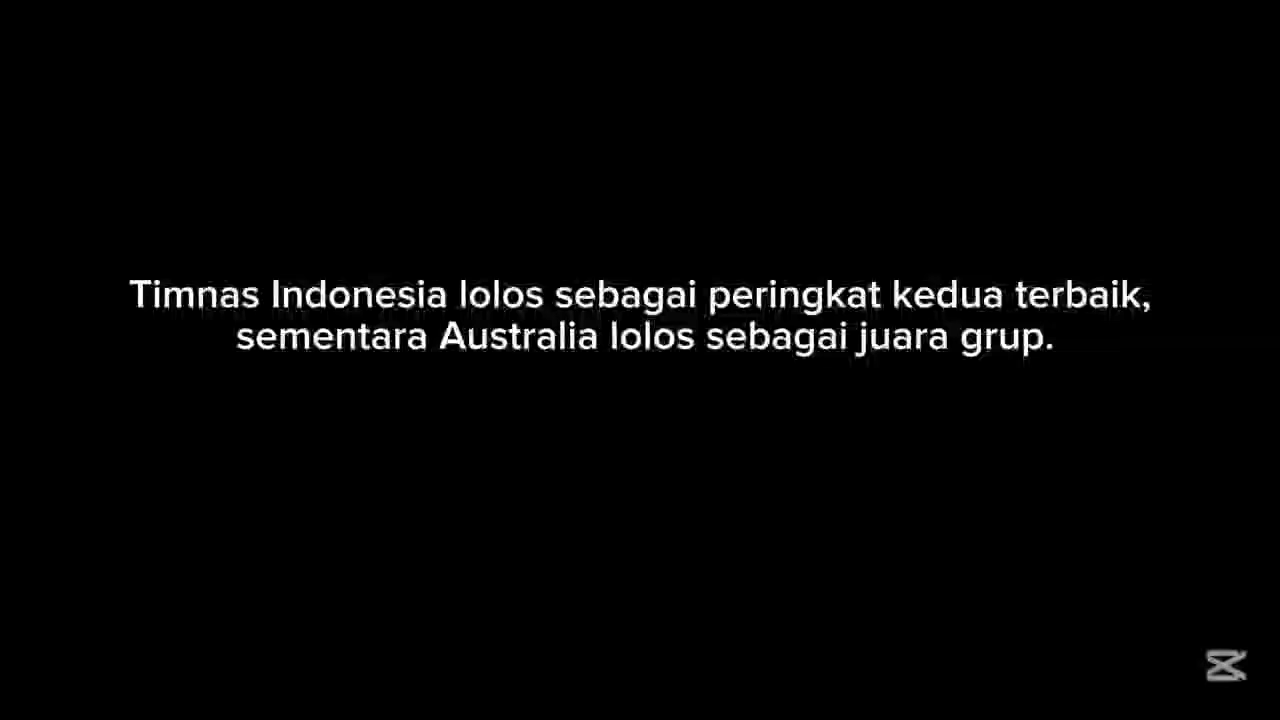 Timnas Indonesia lolos sebagai peringkat kedua terbaik,
sementara Australia lolos sebagai juara grup.